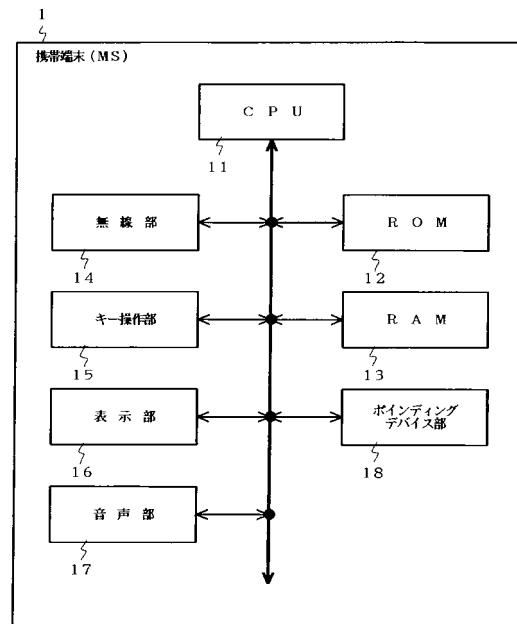 1
携帯端末(MS)
CPU
11
無線部
14
ROM
12
キー操作部
15
RAM
13
表示部
16
ポインディング
デバイス部
18
音声部
17